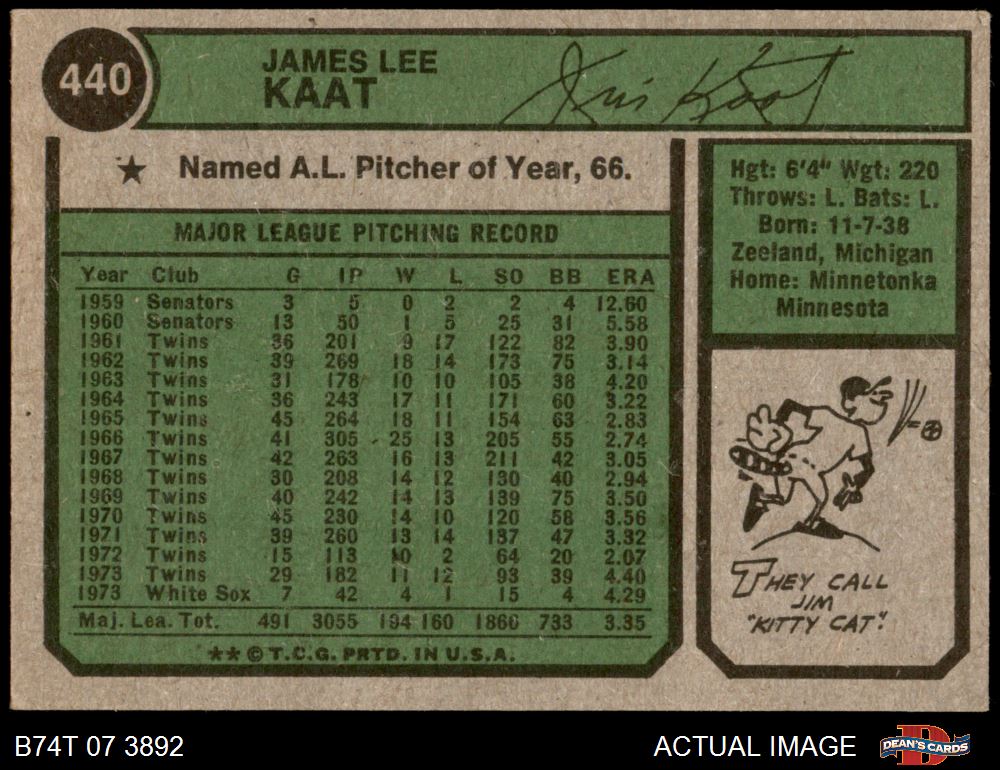 440
JAMES LEE
KAAT
Jim Kaat
★ Named A.L. Pitcher of Year, 66.
MAJOR LEAGUE PITCHING RECORD
Year Club G IP W L SO BB ERA
1959 Senators 3 5 0 2 2 4 12.60
1960 Senators 13 50 1 5 25 31 5.58
1961 Twins 36 201 9 17 122 82 3.90
1962 Twins 39 269 18 14 173 75 3.14
1963 Twins 31 178 10 10 105 38 4.20
1964 Twins 36 243 17 11 171 60 3.22
1965 Twins 45 264 18 11 154 63 2.83
1966 Twins 41 305 25 13 205 55 2.74
1967 Twins 42 263 16 13 211 42 3.05
1968 Twins 30 208 14 12 130 40 2.94
1969 Twins 40 242 14 13 139 75 3.50
1970 Twins 45 230 14 10 120 58 3.56
1971 Twins 39 260 13 14 137 47 3.32
1972 Twins 15 113 10 2 64 20 2.07
1973 Twins 29 182 11 12 93 39 4.40
1973 White Sox 7 42 4 1 15 4 4.29
Maj. Lea. Tot. 491 3055 194 160 1866 733 3.35
★★ © T.C.G. PRTD. IN U.S.A.
Hgt: 6'4" Wgt: 220
Throws: L. Bats: L.
Born: 11-7-38
Zeeland, Michigan
Home: Minnetonka
Minnesota
THEY CALL
JIM
"KITTY CAT".
B74T 07 3892
ACTUAL IMAGE
D
DEAN'S CARDS